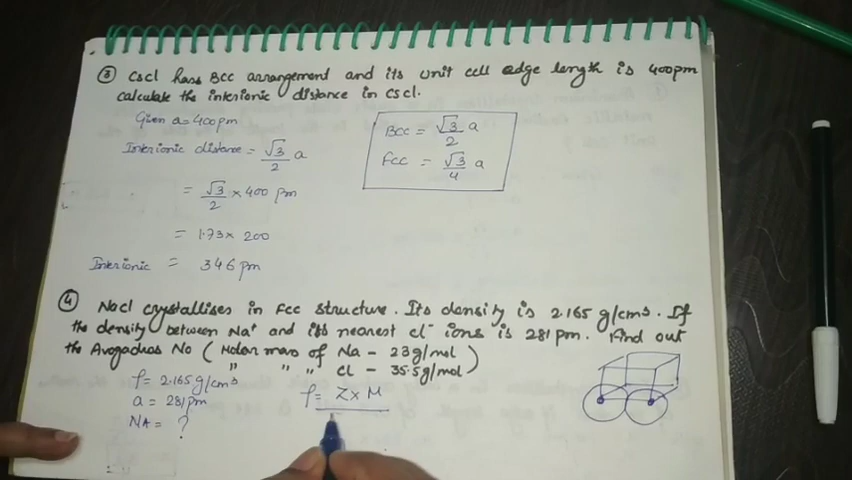 ③ Cscl has BCC arrangement and its unit cell edge length is 400pm
calculate the interionic distance in cscl.
Given a=400pm
Interionic distance = √3/2 a
= √3/2 × 400 pm
= 1.73 × 200
Interionic = 346 pm
BCC = √3/2 a
FCC = √3/4 a
④ Nacl crystallises in FCC structure. Its density is 2.165 g/cm³. If
the density between Na⁺ and its nearest cl⁻ ions is 281 pm. Find out
the Avogadros No ( Molar mass of Na - 23g/mol )
" " " cl - 35.5g/mol )
ρ = 2.165 g/cm³
a = 281pm
NA = ?
ρ = Z × M